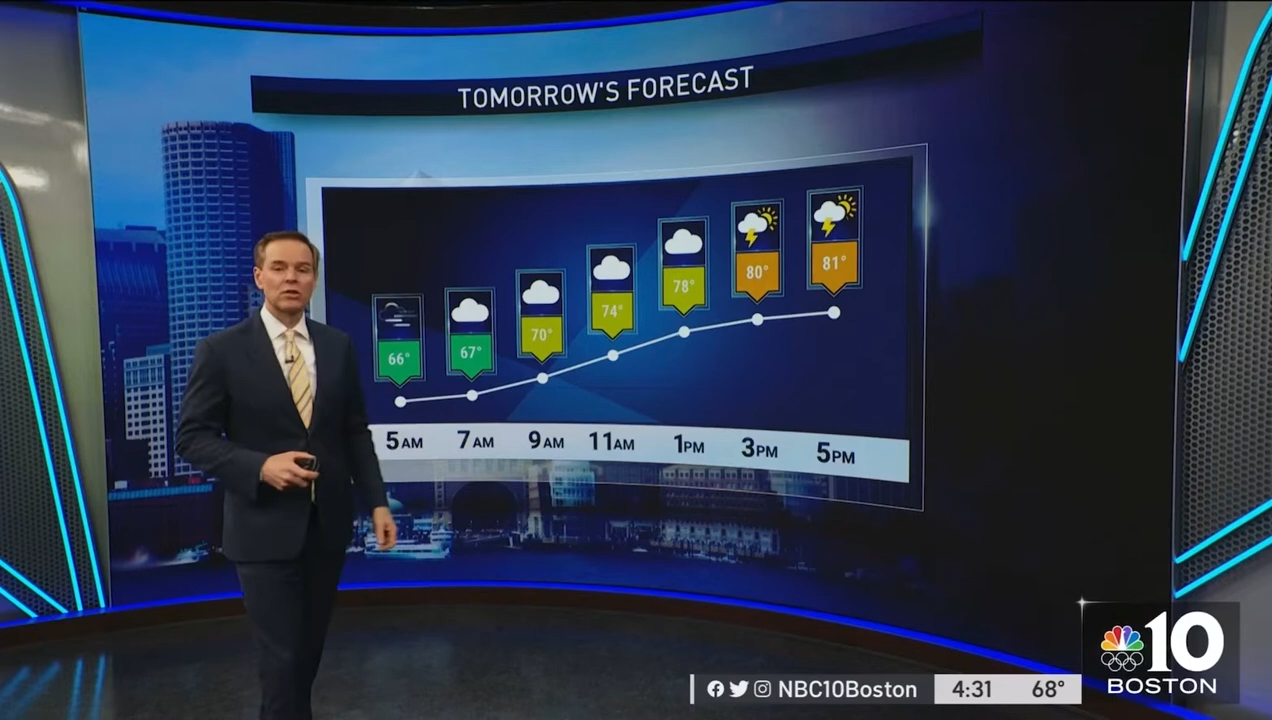 TOMORROW'S FORECAST
66° 67° 70° 74° 78° 80° 81°
5AM 7AM 9AM 11AM 1PM 3PM 5PM
NBC10Boston 4:31 68°
10
BOSTON